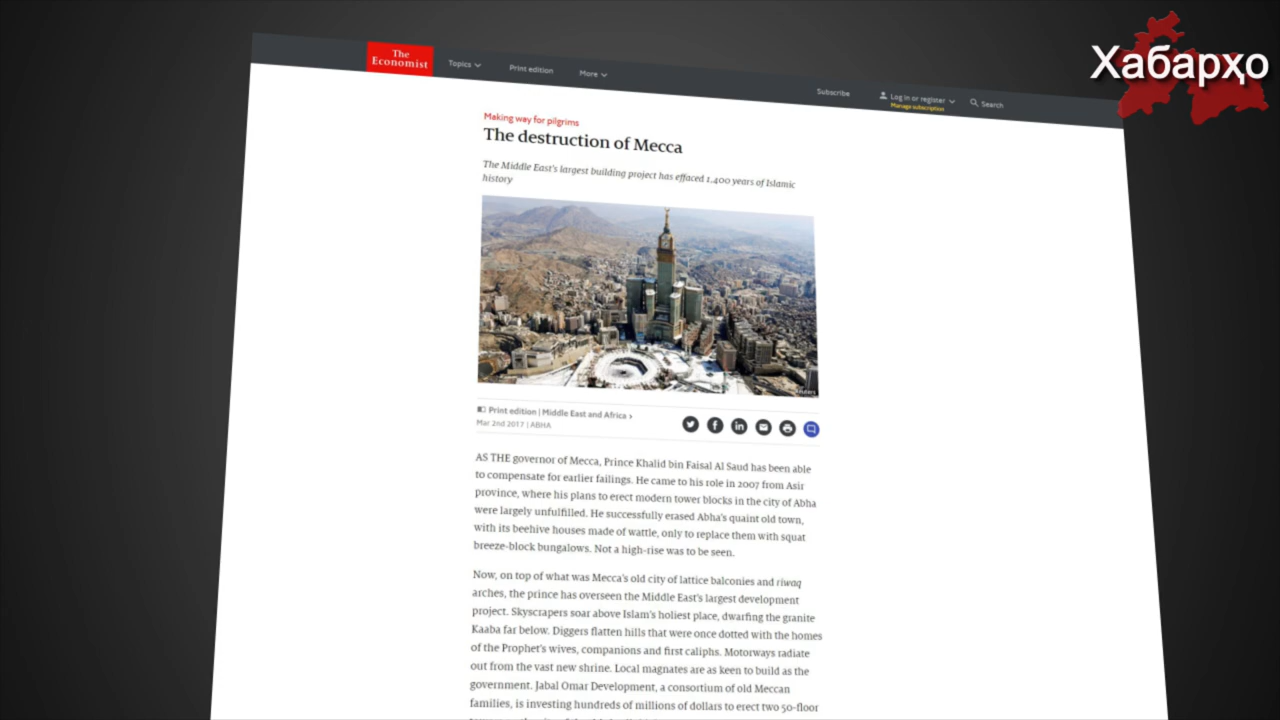 Хабарҳо
The
Economist
Topics
Print edition
More
Subscribe
Log in or register
Manage subscription
Search
Making way for pilgrims
The destruction of Mecca
The Middle East's largest building project has effaced 1,400 years of Islamic
history
Reuters
Print edition | Middle East and Africa ›
Mar 2nd 2017 | ABHA
AS THE governor of Mecca, Prince Khalid bin Faisal Al Saud has been able
to compensate for earlier failings. He came to his role in 2007 from Asir
province, where his plans to erect modern tower blocks in the city of Abha
were largely unfulfilled. He successfully erased Abha's quaint old town,
with its beehive houses made of wattle, only to replace them with squat
breeze-block bungalows. Not a high-rise was to be seen.
Now, on top of what was Mecca's old city of lattice balconies and riwaq
arches, the prince has overseen the Middle East's largest development
project. Skyscrapers soar above Islam's holiest place, dwarfing the granite
Kaaba far below. Diggers flatten hills that were once dotted with the homes
of the Prophet's wives, companions and first caliphs. Motorways radiate
out from the vast new shrine. Local magnates are as keen to build as the
government. Jabal Omar Development, a consortium of old Meccan
families, is investing hundreds of millions of dollars to erect two 50-floor